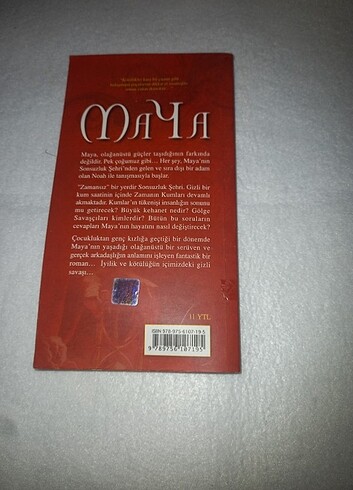 MaYa
Maya, olağanüstü güçler taşıdığının farkında
değildir. Pek çoğumuz gibi... Her şey, Maya'nın
Sonsuzluk Şehri'nden gelen ve sıra dışı bir adam
olan Noah ile tanışmasıyla başlar.
"Zamansız" bir yerdir Sonsuzluk Şehri. Gizli bir
kum saatinin içinde Zamanın Kumları devamlı
akmaktadır. Kumlar'ın tükenişi insanlığın sonunu
mu getirecek? Büyük kehanet nedir? Gölge
Savaşçıları kimlerdir? Bütün bu soruların
cevapları Maya'nın hayatını nasıl değiştirecek?
Çocukluktan genç kızlığa geçtiği bir dönemde
Maya'nın yaşadığı olağanüstü bir serüven ve
gerçek arkadaşlığın anlamını işleyen fantastik bir
roman... İyilik ve kötülüğün içimizdeki gizli
savaşı...
11 YTL
ISBN 978-975-6107-19-5
9 789756 107195